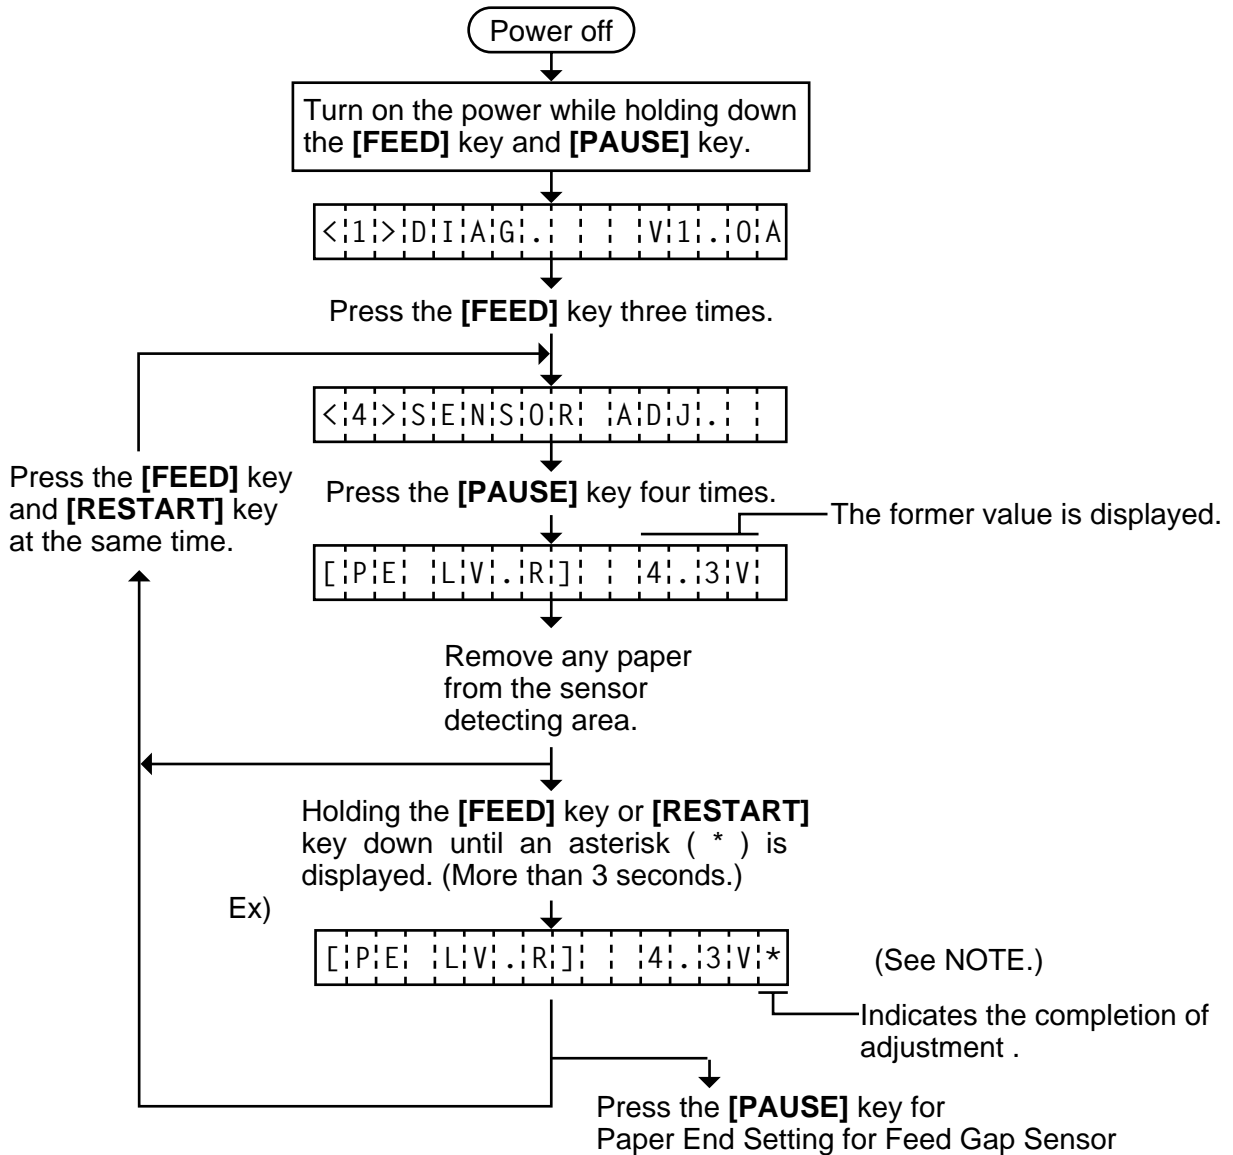 Power off
Turn on the power while holding down
the [FEED] key and [PAUSE] key.
<1>DIAG.   V1.0A
Press the [FEED] key three times.
<4>SENSOR ADJ.
Press the [FEED] key
and [RESTART] key
at the same time.
Press the [PAUSE] key four times.
The former value is displayed.
[PE LV.R]  4.3V
Remove any paper
from the sensor
detecting area.
Holding the [FEED] key or [RESTART]
key down until an asterisk ( * ) is
displayed. (More than 3 seconds.)
Ex)
[PE LV.R]  4.3V*
(See NOTE.)
Indicates the completion of
adjustment .
Press the [PAUSE] key for
Paper End Setting for Feed Gap Sensor